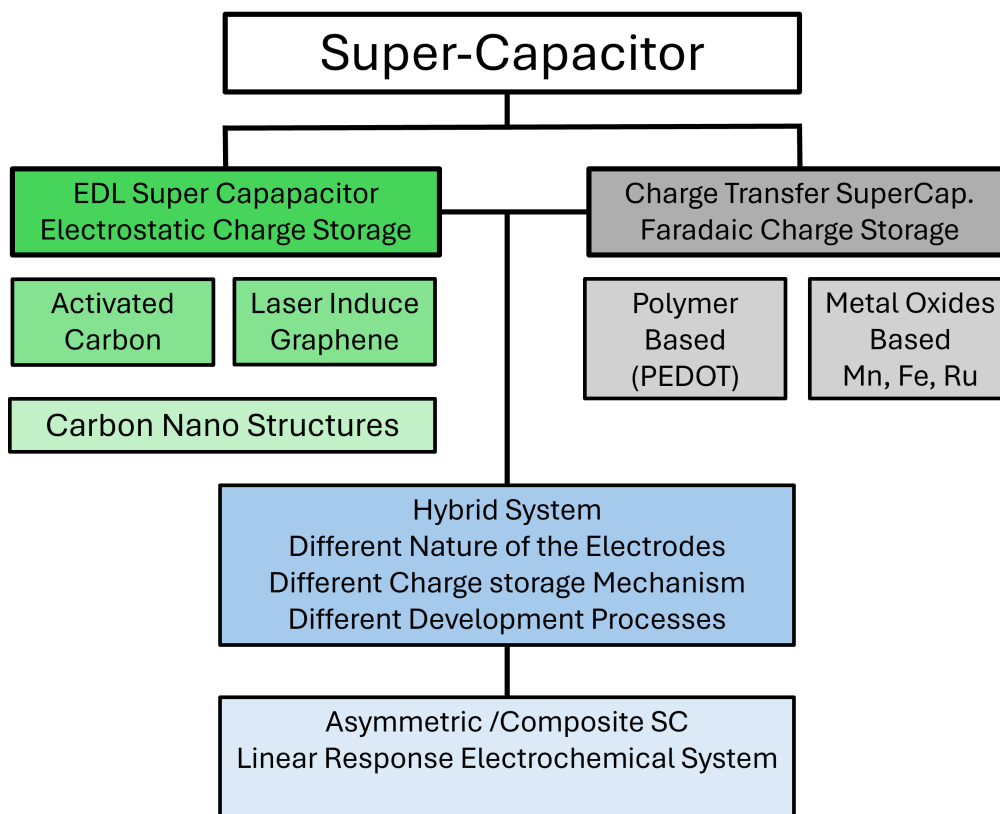 Super-Capacitor
EDL Super Capapacitor
Electrostatic Charge Storage
Charge Transfer SuperCap.
Faradaic Charge Storage
Activated
Carbon
Laser Induce
Graphene
Polymer
Based
(PEDOT)
Metal Oxides
Based
Mn, Fe, Ru
Carbon Nano Structures
Hybrid System
Different Nature of the Electrodes
Different Charge storage Mechanism
Different Development Processes
Asymmetric /Composite SC
Linear Response Electrochemical System